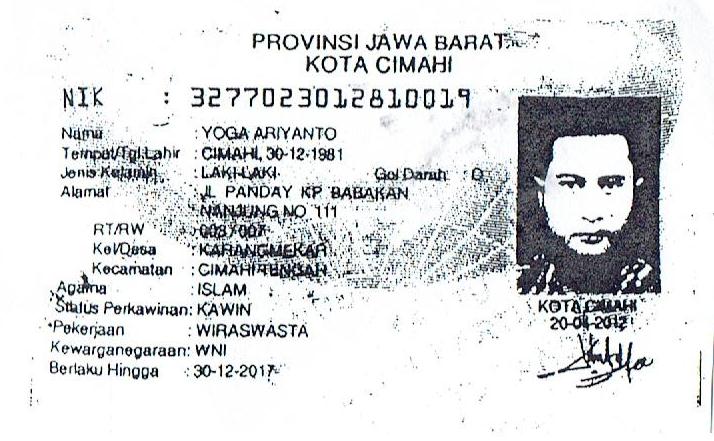 PROVINSI JAWA BARAT
KOTA CIMAHI
NIK : 3277023012810019
Nama : YOGA ARIYANTO
Tempat/Tgl Lahir : CIMAHI, 30-12-1981
Jenis Kelamin : LAKI-LAKI Gol Darah : O
Alamat : JL PANDAY KP BABAKAN
NANJUNG NO 111
RT/RW : 003/007
Kel/Desa : KARANGMEKAR
Kecamatan : CIMAHI TENGAH
Agama : ISLAM
Status Perkawinan: KAWIN
Pekerjaan : WIRASWASTA
Kewarganegaraan: WNI
Berlaku Hingga : 30-12-2017
KOTA CIMAHI
20-04-2012